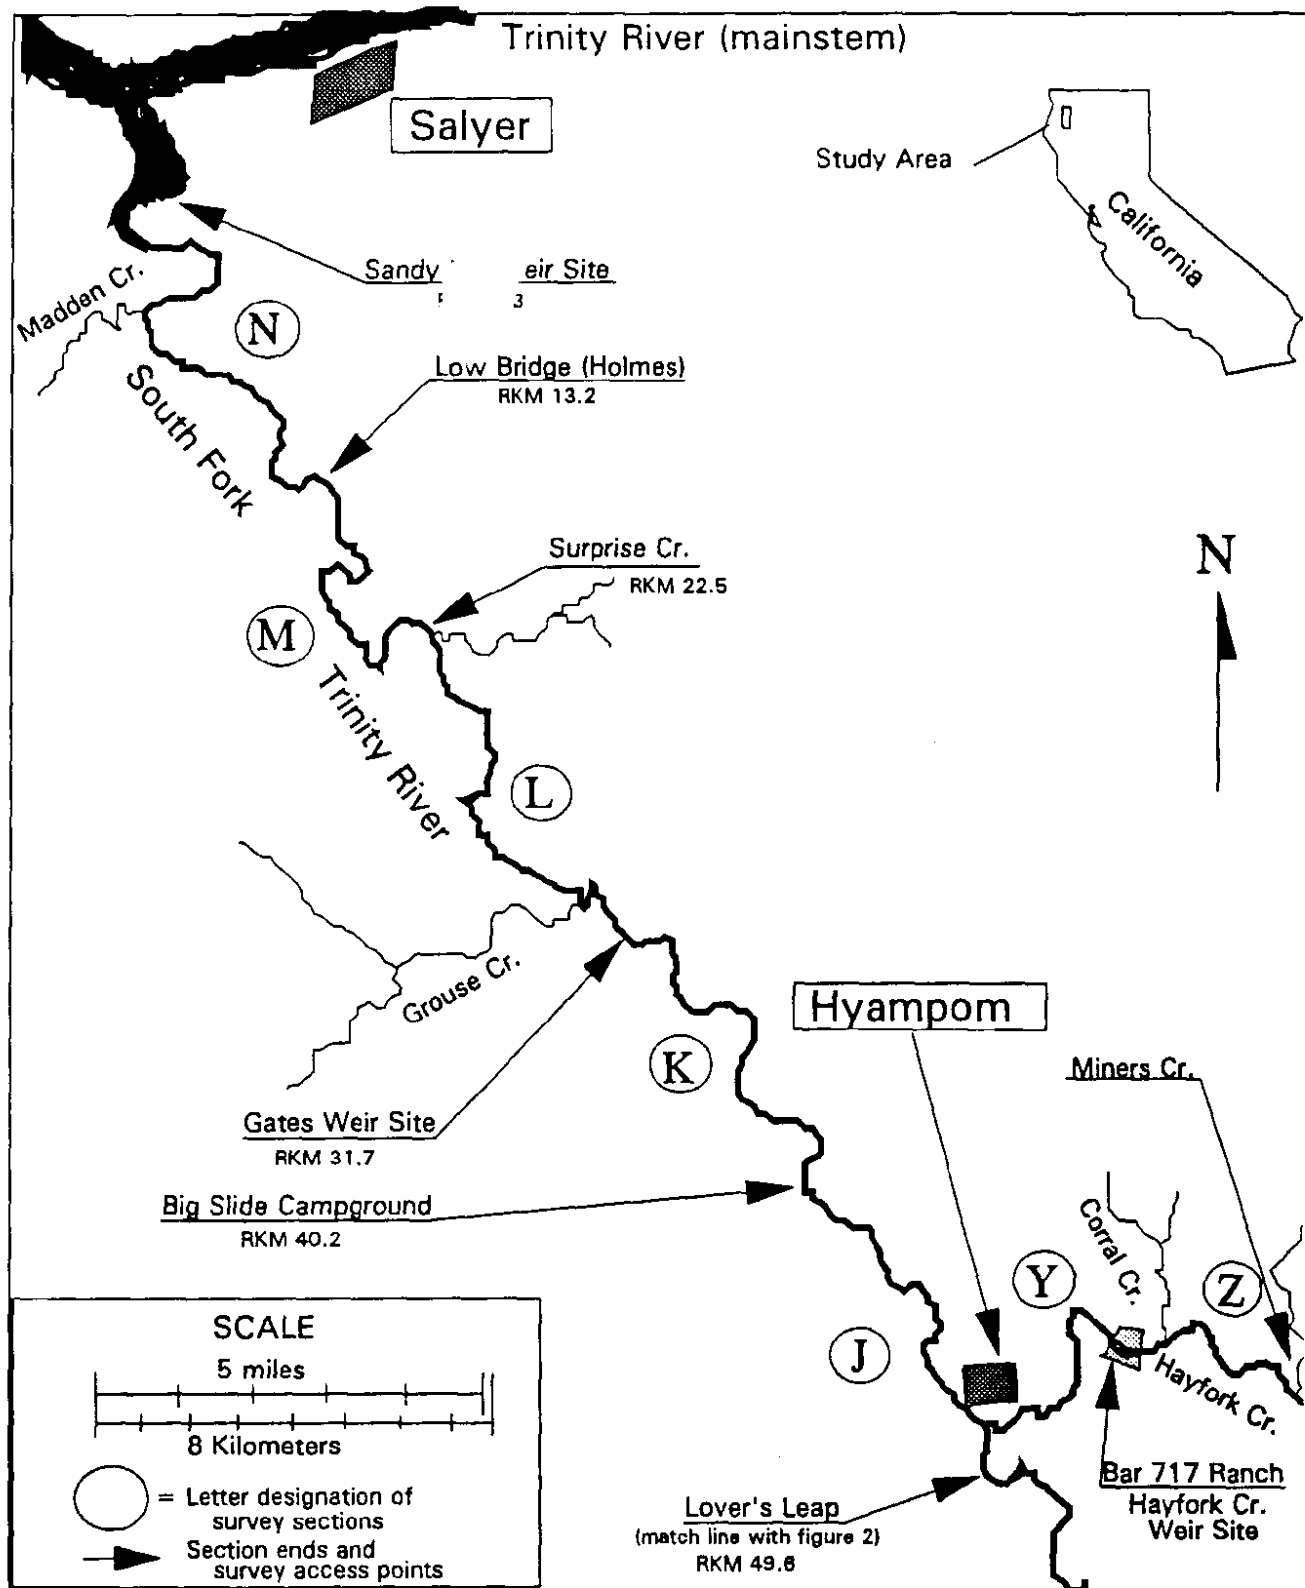 Trinity River (mainstem)
Salyer
Study Area
California
Sandy eir Site
3
Madden Cr.
N
Low Bridge (Holmes)
RKM 13.2
South Fork
Surprise Cr.
RKM 22.5
N
M
Trinity River
L
Grouse Cr.
Hyampom
K
Miners Cr.
Gates Weir Site
RKM 31.7
Big Slide Campground
RKM 40.2
Corral Cr.
Y
Z
J
Hayfork Cr.
SCALE
5 miles
8 Kilometers
= Letter designation of
survey sections
Section ends and
survey access points
Lover's Leap
(match line with figure 2)
RKM 49.6
Bar 717 Ranch
Hayfork Cr.
Weir Site